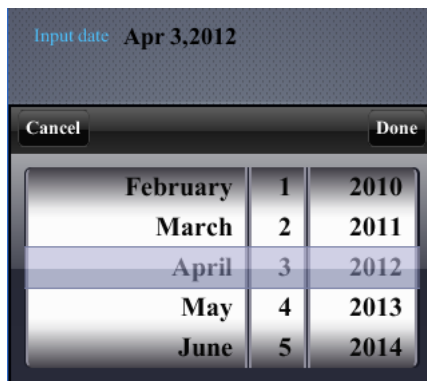 Input date Apr 3,2012
Cancel Done
February 1 2010
March 2 2011
April 3 2012
May 4 2013
June 5 2014